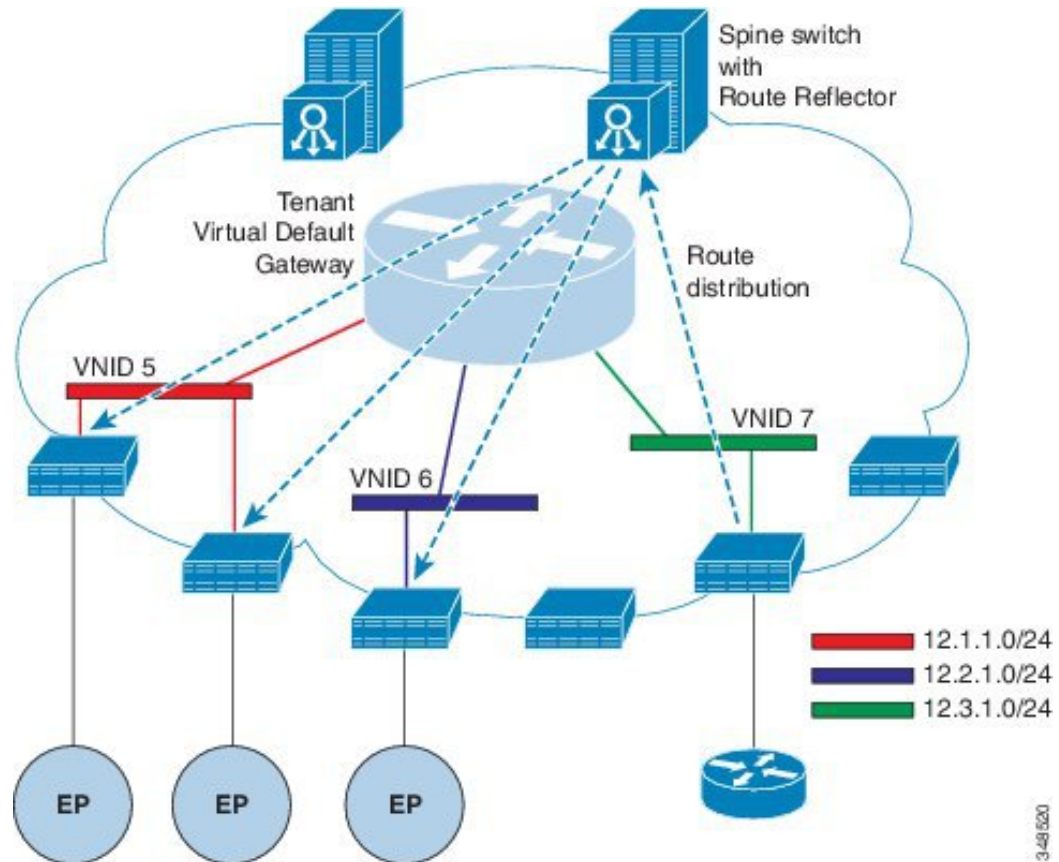 Spine switch
with
Route Reflector
Tenant
Virtual Default
Gateway
Route
distribution
VNID 5
VNID 7
VNID 6
12.1.1.0/24
12.2.1.0/24
12.3.1.0/24
EP
EP
EP
348520